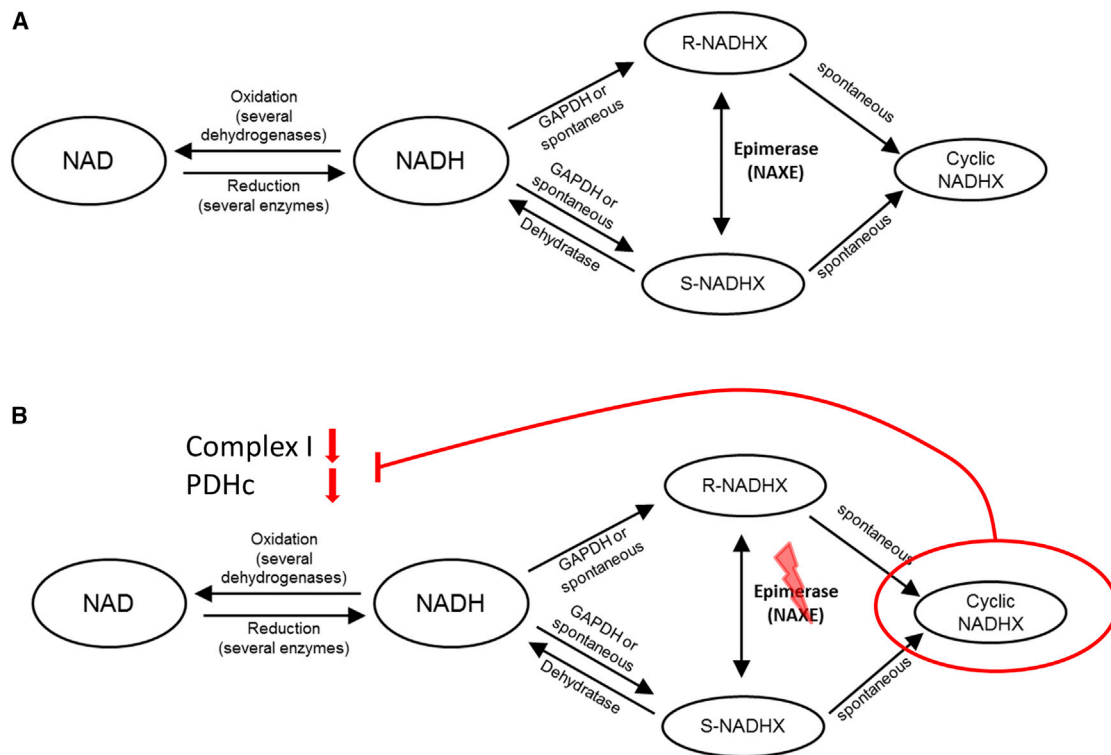 A
R-NADHX
Oxidation
(several
dehydrogenases)
GAPDH or
spontaneous
spontaneous
NAD
NADH
Epimerase
(NAXE)
Cyclic
NADHX
Reduction
(several enzymes)
GAPDH or
spontaneous
Dehydratase
spontaneous
S-NADHX
B
Complex I
PDHc
R-NADHX
Oxidation
(several
dehydrogenases)
GAPDH or
spontaneous
spontaneous
NAD
NADH
Epimerase
(NAXE)
Cyclic
NADHX
Reduction
(several enzymes)
GAPDH or
spontaneous
Dehydratase
spontaneous
S-NADHX